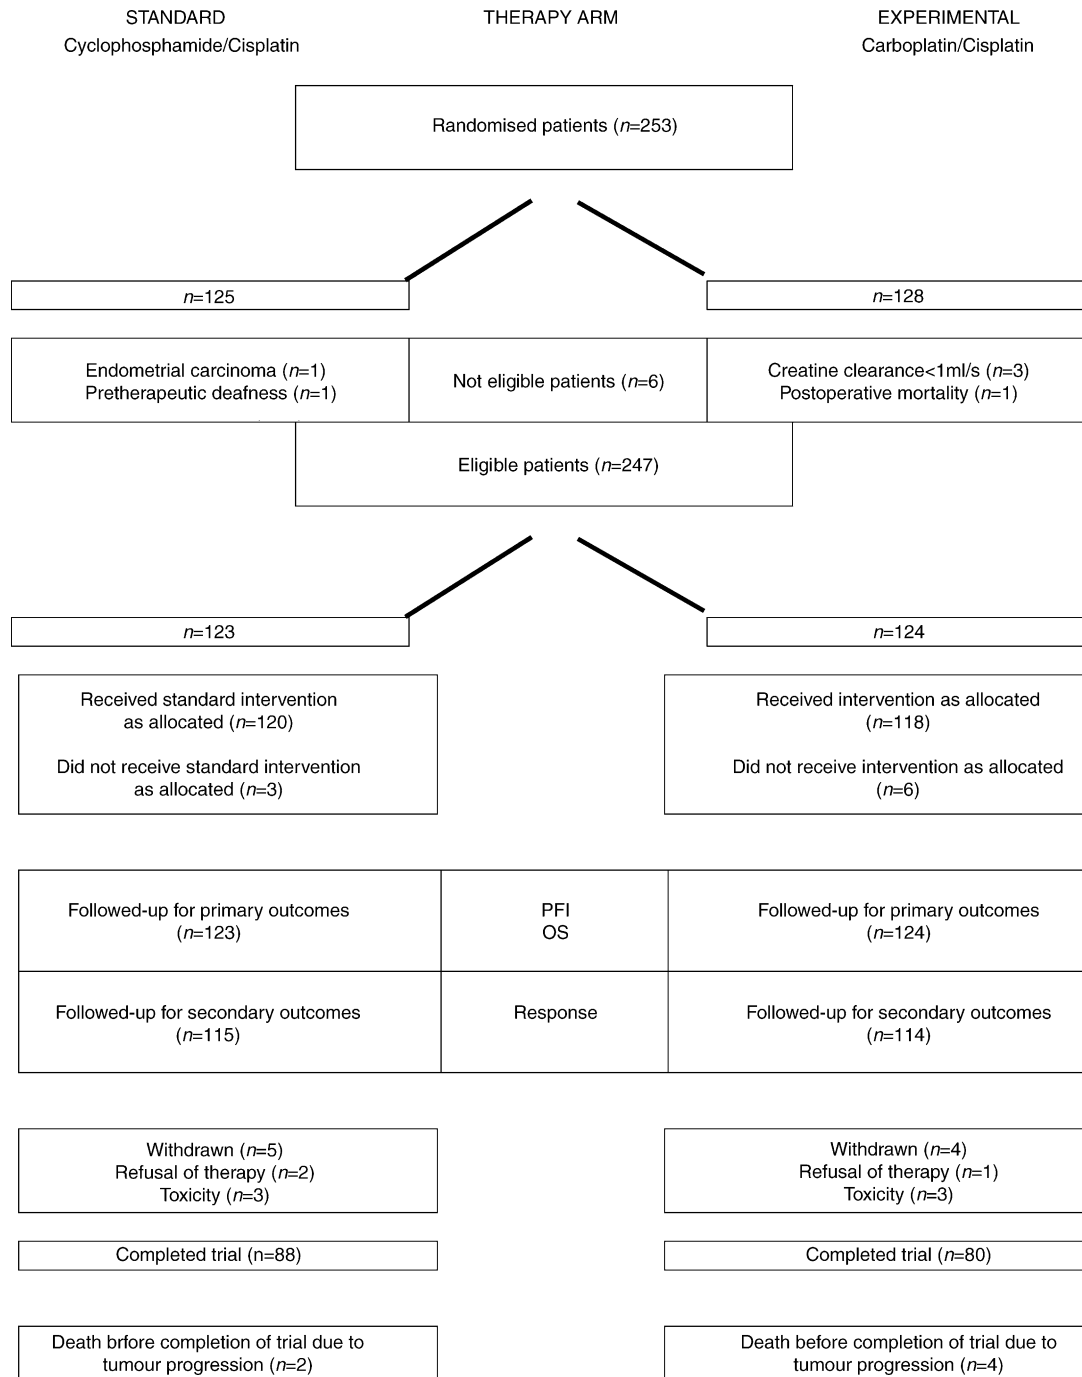 STANDARD
Cyclophosphamide/Cisplatin
THERAPY ARM
EXPERIMENTAL
Carboplatin/Cisplatin
Randomised patients (n=253)
n=125
n=128
Endometrial carcinoma (n=1)
Pretherapeutic deafness (n=1)
Not eligible patients (n=6)
Creatine clearance<1ml/s (n=3)
Postoperative mortality (n=1)
Eligible patients (n=247)
n=123
n=124
Received standard intervention
as allocated (n=120)
Did not receive standard intervention
as allocated (n=3)
Received intervention as allocated
(n=118)
Did not receive intervention as allocated
(n=6)
Followed-up for primary outcomes
(n=123)
PFI
OS
Followed-up for primary outcomes
(n=124)
Followed-up for secondary outcomes
(n=115)
Response
Followed-up for secondary outcomes
(n=114)
Withdrawn (n=5)
Refusal of therapy (n=2)
Toxicity (n=3)
Withdrawn (n=4)
Refusal of therapy (n=1)
Toxicity (n=3)
Completed trial (n=88)
Completed trial (n=80)
Death brfore completion of trial due to
tumour progression (n=2)
Death before completion of trial due to
tumour progression (n=4)